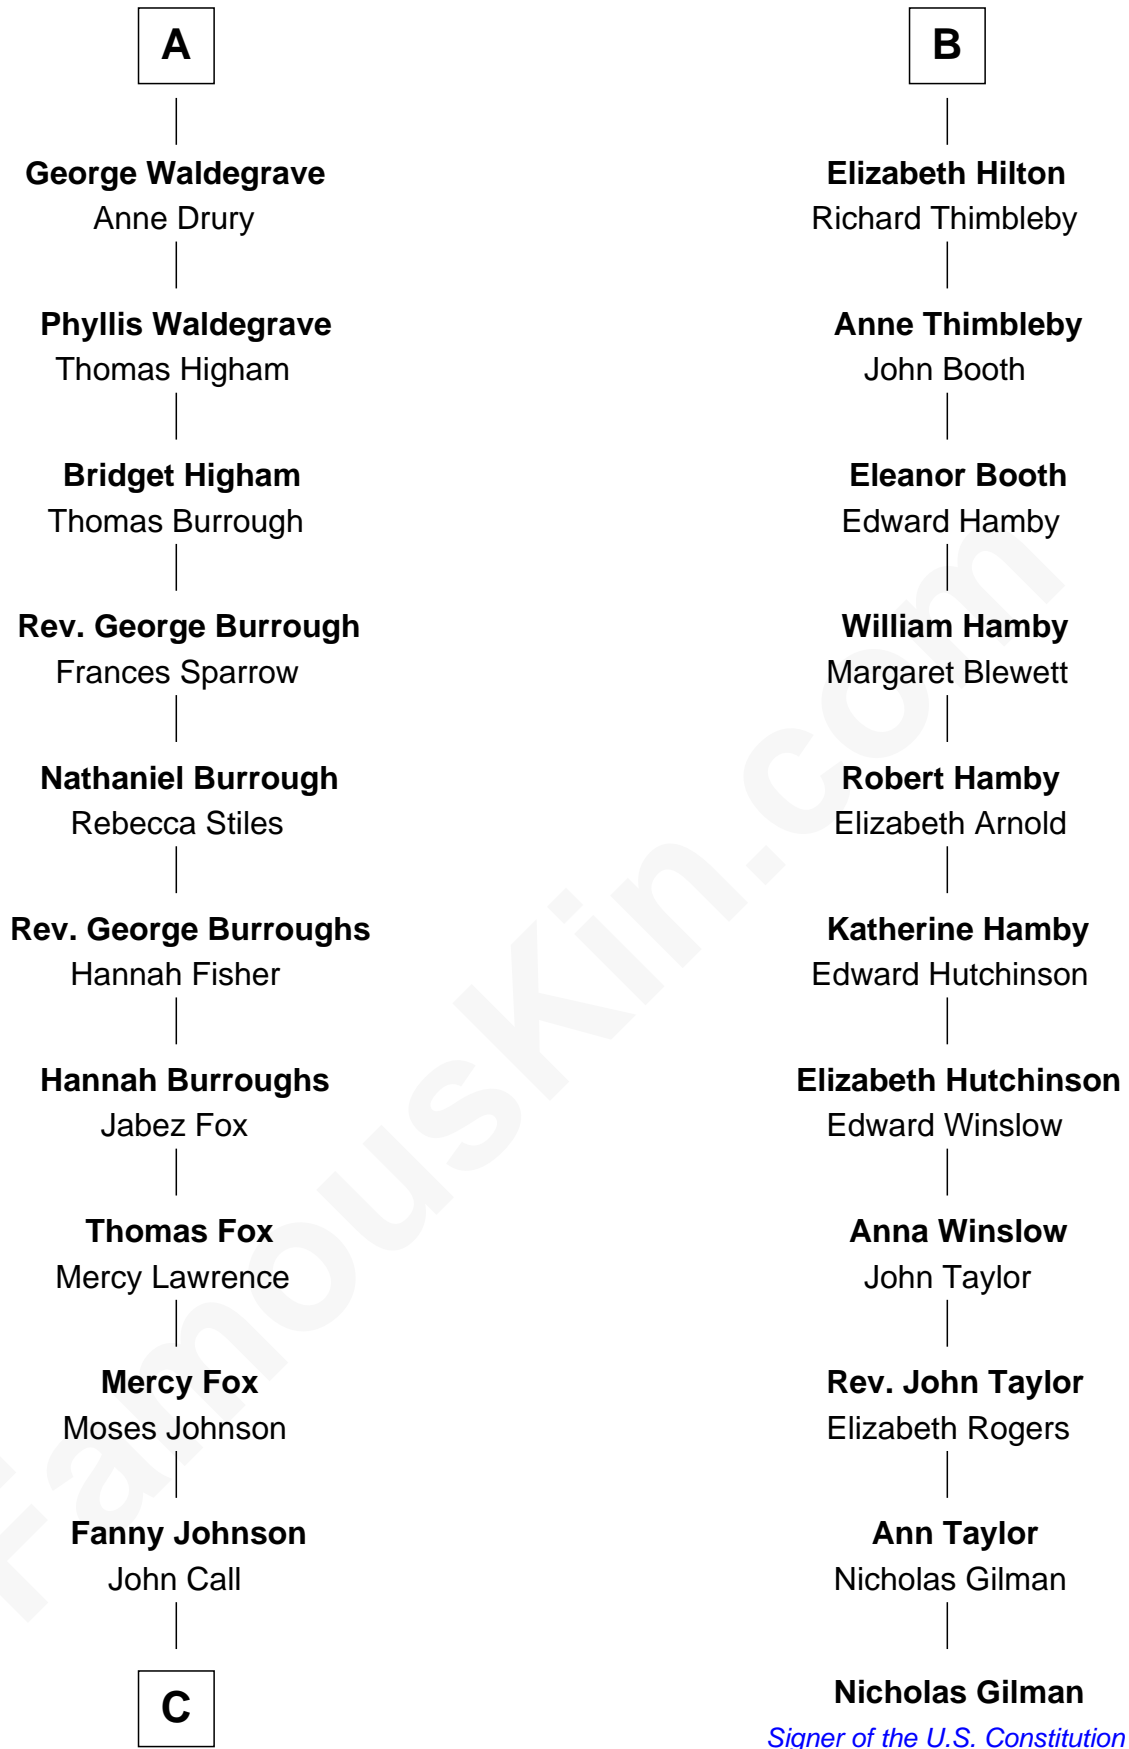 A
George Waldegrave
Anne Drury
Phyllis Waldegrave
Thomas Higham
Bridget Higham
Thomas Burrough
Rev. George Burrough
Frances Sparrow
Nathaniel Burrough
Rebecca Stiles
Rev. George Burroughs
Hannah Fisher
Hannah Burroughs
Jabez Fox
Thomas Fox
Mercy Lawrence
Mercy Fox
Moses Johnson
Fanny Johnson
John Call
C
B
Elizabeth Hilton
Richard Thimbleby
Anne Thimbleby
John Booth
Eleanor Booth
Edward Hamby
William Hamby
Margaret Blewett
Robert Hamby
Elizabeth Arnold
Katherine Hamby
Edward Hutchinson
Elizabeth Hutchinson
Edward Winslow
Anna Winslow
John Taylor
Rev. John Taylor
Elizabeth Rogers
Ann Taylor
Nicholas Gilman
Nicholas Gilman
Signer of the U.S. Constitution
FamousKin.com